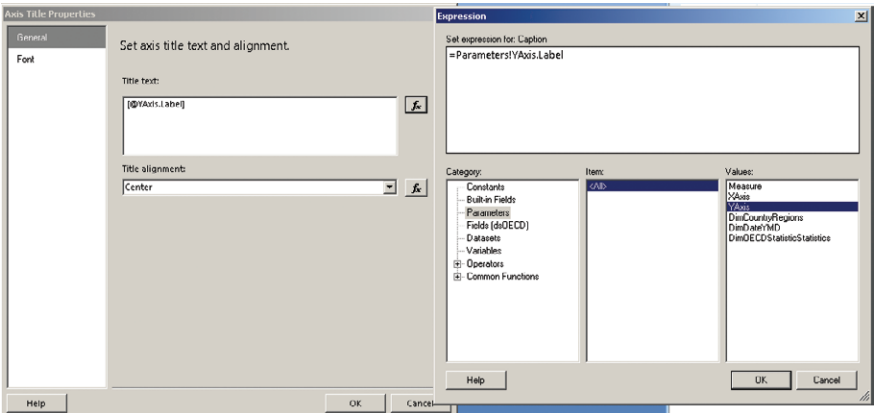 Axis Title Properties
General
Font
Set axis title text and alignment.
Title text:
[@YAxis.Label]
fx
Title alignment:
Center
fx
Help
OK
Cancel
Expression
Set expression for: Caption
=Parameters!YAxis.Label
Category:
Constants
Built-in Fields
Parameters
Fields (dsOECD)
Datasets
Variables
Operators
Common Functions
Item:
<All>
Values:
Measure
XAxis
YAxis
DimCountryRegions
DimDateYMD
DimOECDStatisticStatistics
Help
OK
Cancel